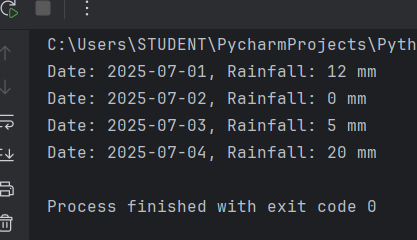 C:\Users\STUDENT\PycharmProjects\Pyth
Date: 2025-07-01, Rainfall: 12 mm
Date: 2025-07-02, Rainfall: 0 mm
Date: 2025-07-03, Rainfall: 5 mm
Date: 2025-07-04, Rainfall: 20 mm
Process finished with exit code 0